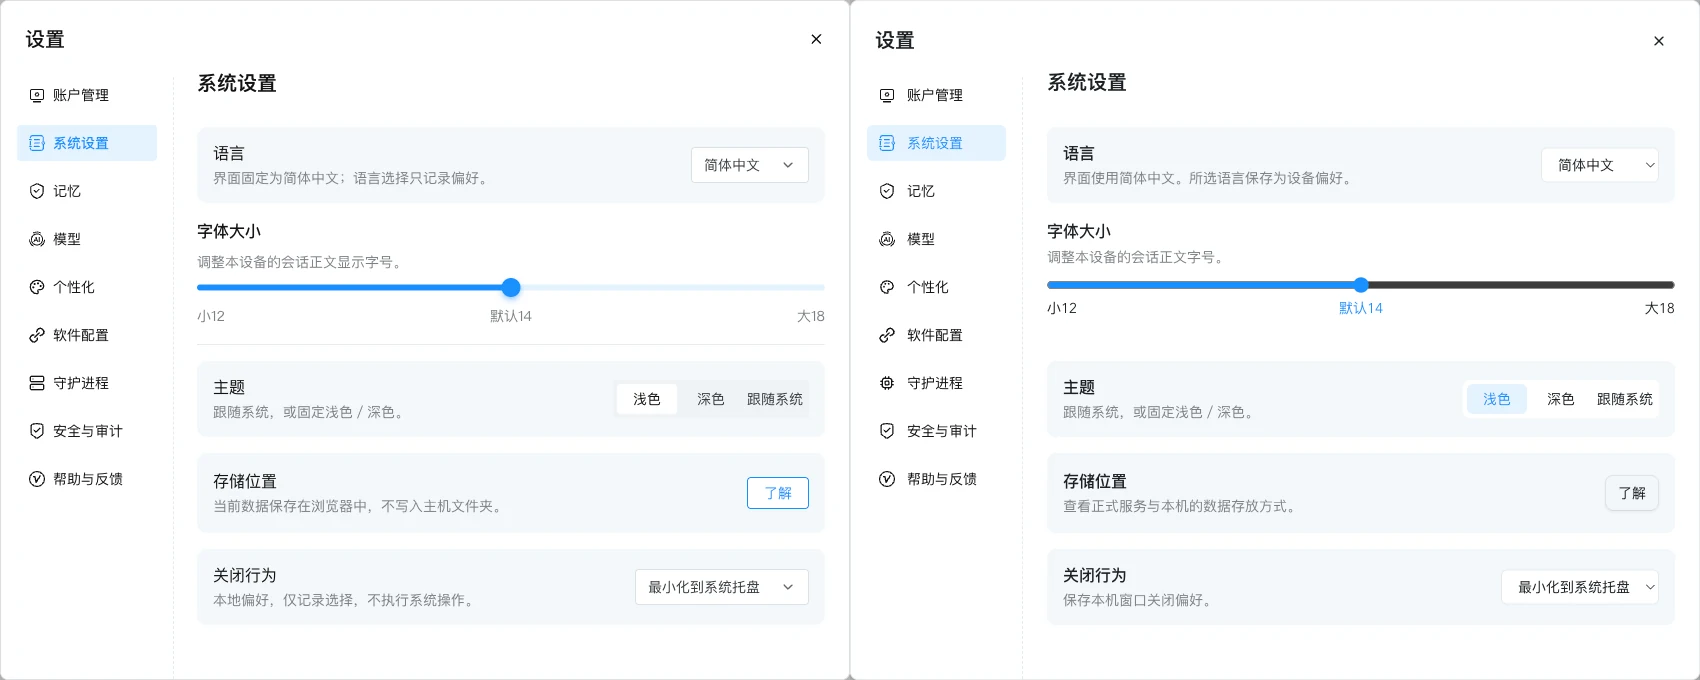 设置
账户管理
系统设置
记忆
模型
个性化
软件配置
守护进程
安全与审计
帮助与反馈
系统设置
语言
界面固定为简体中文；语言选择只记录偏好。
简体中文
字体大小
调整本设备的会话正文显示字号。
小12 默认14 大18
主题
跟随系统，或固定浅色 / 深色。
浅色 深色 跟随系统
存储位置
当前数据保存在浏览器中，不写入主机文件夹。
了解
关闭行为
本地偏好，仅记录选择，不执行系统操作。
最小化到系统托盘
设置
账户管理
系统设置
记忆
模型
个性化
软件配置
守护进程
安全与审计
帮助与反馈
系统设置
语言
界面使用简体中文。所选语言保存为设备偏好。
简体中文
字体大小
调整本设备的会话正文字号。
小12 默认14 大18
主题
跟随系统，或固定浅色 / 深色。
浅色 深色 跟随系统
存储位置
查看正式服务与本机的数据存放方式。
了解
关闭行为
保存本机窗口关闭偏好。
最小化到系统托盘